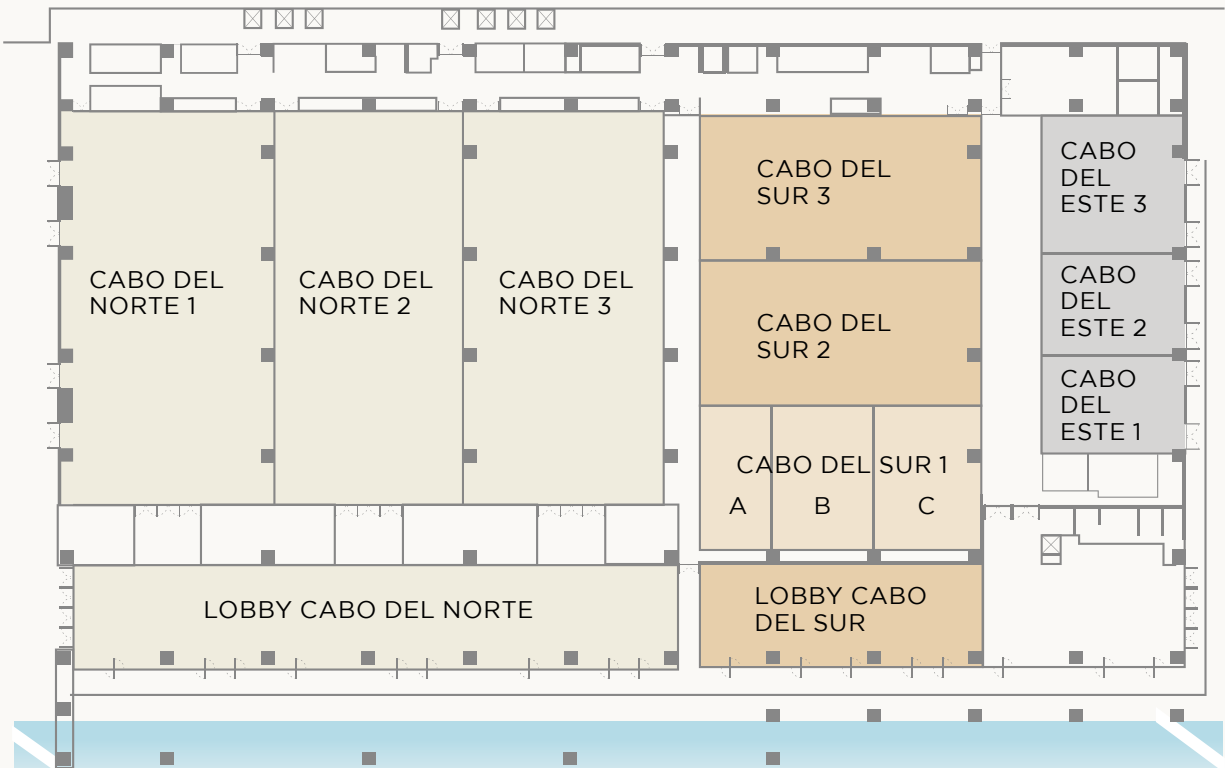 CABO DEL
NORTE 1
CABO DEL
NORTE 2
CABO DEL
NORTE 3
CABO DEL
SUR 3
CABO DEL
SUR 2
CABO DEL SUR 1
A
B
C
CABO
DEL
ESTE 3
CABO
DEL
ESTE 2
CABO
DEL
ESTE 1
LOBBY CABO DEL NORTE
LOBBY CABO
DEL SUR